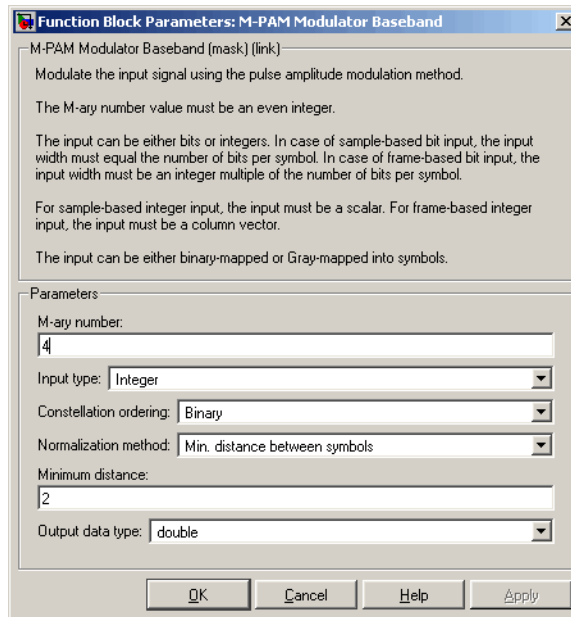 Function Block Parameters: M-PAM Modulator Baseband
M-PAM Modulator Baseband (mask) (link)
Modulate the input signal using the pulse amplitude modulation method.
The M-ary number value must be an even integer.
The input can be either bits or integers. In case of sample-based bit input, the input
width must equal the number of bits per symbol. In case of frame-based bit input, the
input width must be an integer multiple of the number of bits per symbol.
For sample-based integer input, the input must be a scalar. For frame-based integer
input, the input must be a column vector.
The input can be either binary-mapped or Gray-mapped into symbols.
Parameters
M-ary number:
4
Input type: Integer
Constellation ordering: Binary
Normalization method: Min. distance between symbols
Minimum distance:
2
Output data type: double
OK Cancel Help Apply